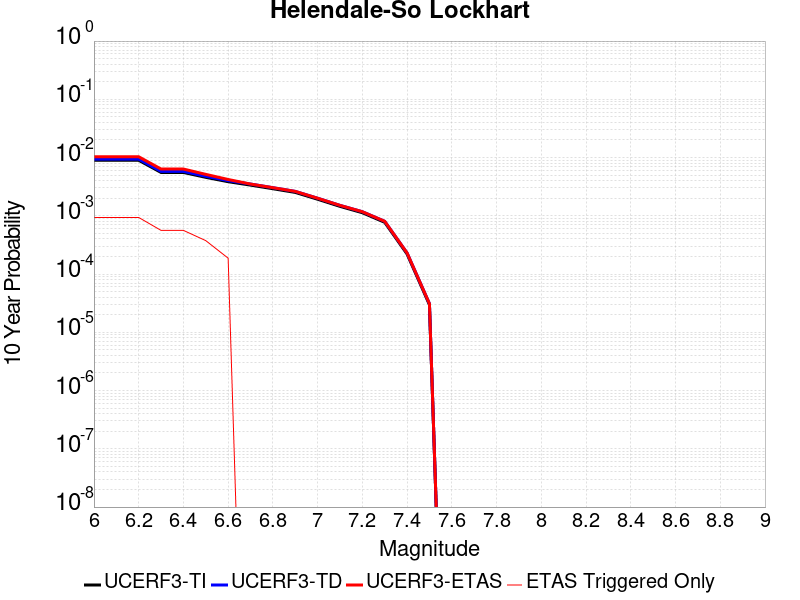 Helendale-So Lockhart
10^0
10^-1
10^-2
10^-3
10^-4
10^-5
10^-6
10^-7
10^-8
10 Year Probability
6 6.2 6.4 6.6 6.8 7 7.2 7.4 7.6 7.8 8 8.2 8.4 8.6 8.8 9
Magnitude
UCERF3-TI UCERF3-TD UCERF3-ETAS ETAS Triggered Only